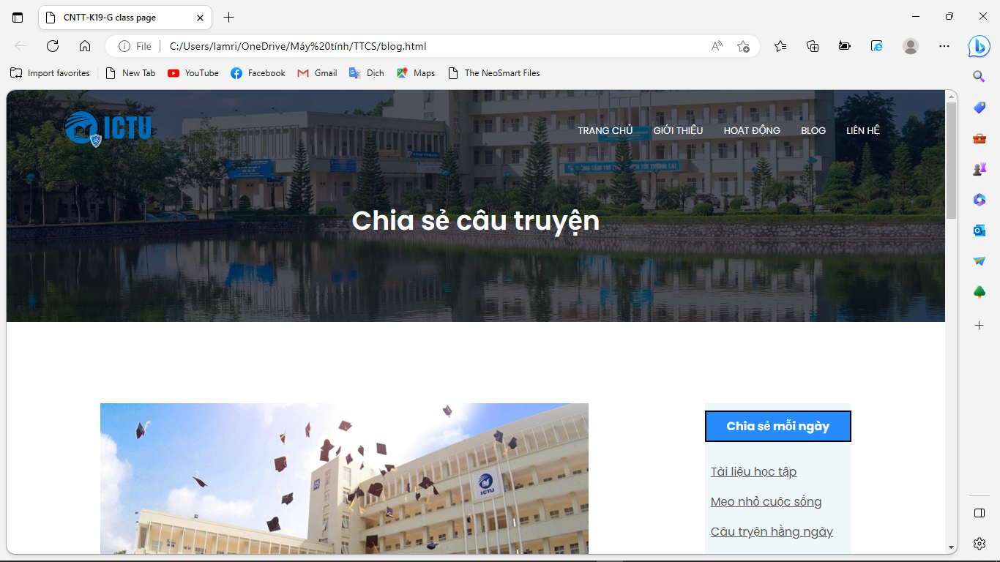 CNTT-K19-G class page
File
C:/Users/lamri/OneDrive/Máy%20tính/TTCS/blog.html
Import favorites
New Tab
YouTube
Facebook
Gmail
Dịch
Maps
The NeoSmart Files
ICTU
TRANG CHỦ
GIỚI THIỆU
HOẠT ĐỘNG
BLOG
LIÊN HỆ
Chia sẻ câu truyện
ICTU
Chia sẻ mỗi ngày
Tài liệu học tập
Mẹo nhỏ cuộc sống
Câu tryện hằng ngày